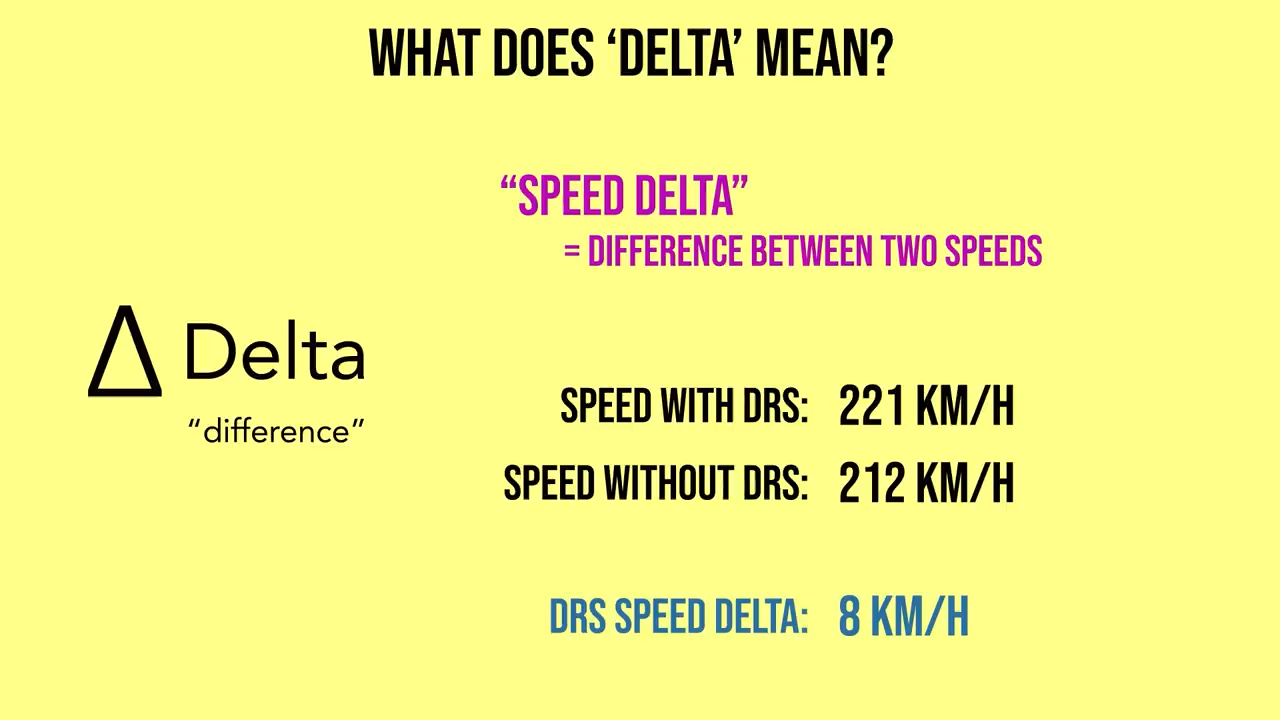 WHAT DOES ‘DELTA’ MEAN?
“SPEED DELTA”
= DIFFERENCE BETWEEN TWO SPEEDS
Δ Delta
“difference”
SPEED WITH DRS: 221 KM/H
SPEED WITHOUT DRS: 212 KM/H
DRS SPEED DELTA: 8 KM/H